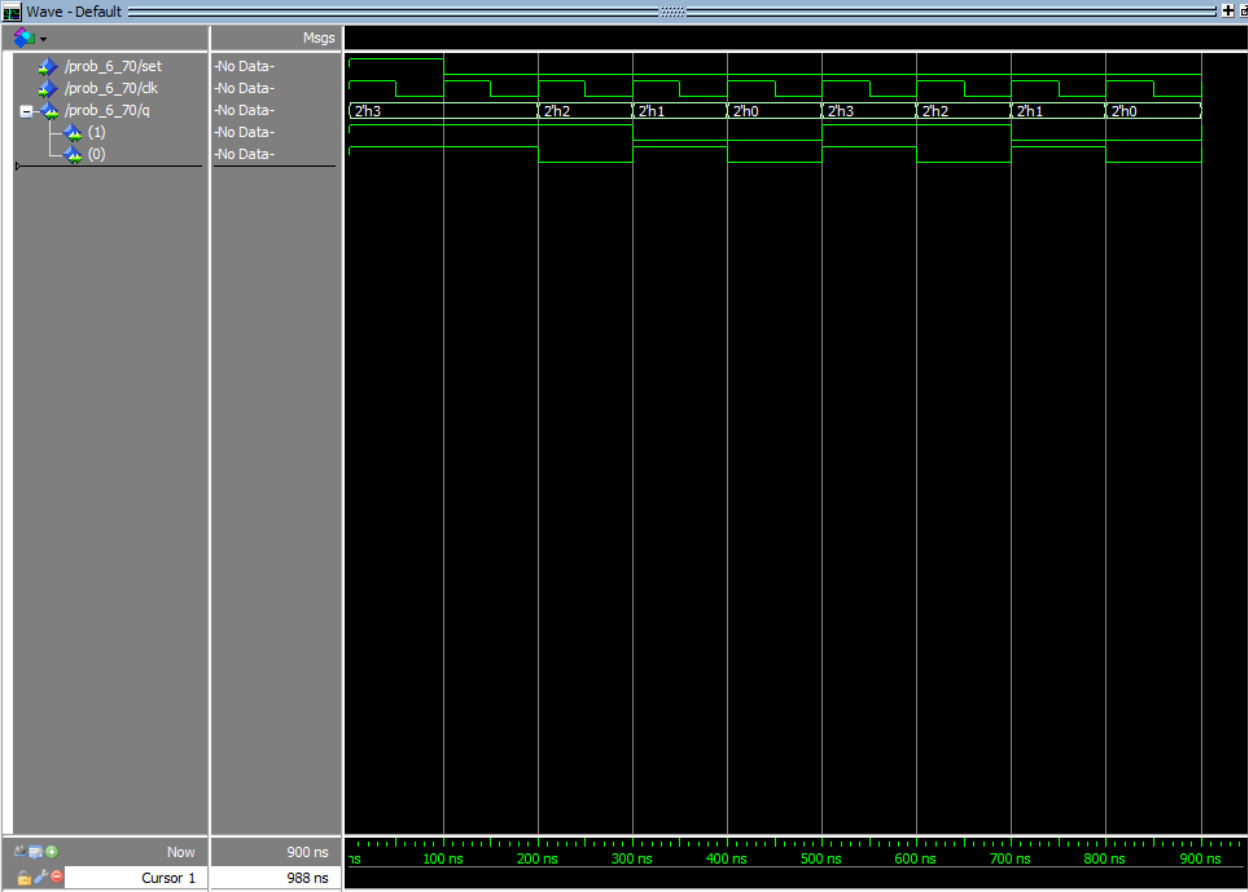 Wave - Default
Msgs
/prob_6_70/set -No Data-
/prob_6_70/clk -No Data-
/prob_6_70/q -No Data- 2'h3 2'h2 2'h1 2'h0 2'h3 2'h2 2'h1 2'h0
(1) -No Data-
(0) -No Data-
Now 900 ns ns 100 ns 200 ns 300 ns 400 ns 500 ns 600 ns 700 ns 800 ns 900 ns
Cursor 1 988 ns